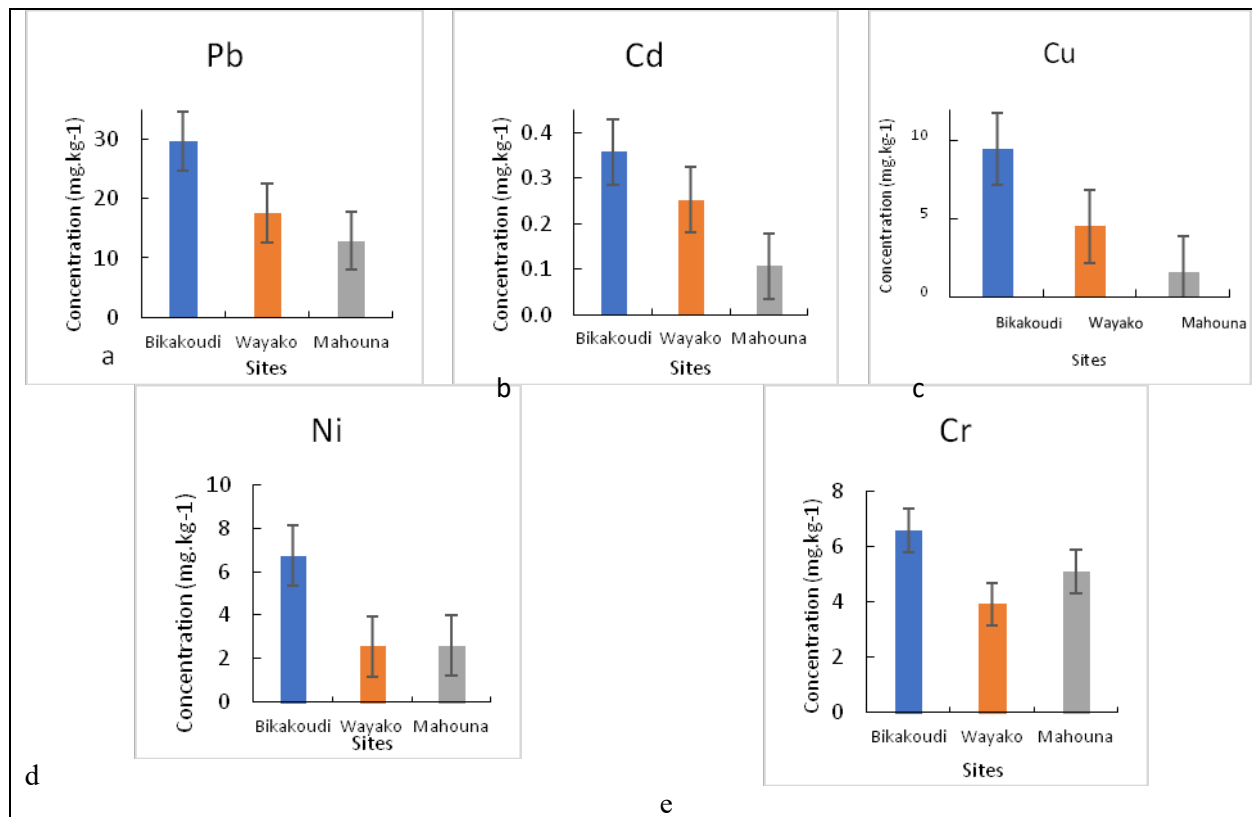 Pb
Concentration (mg.kg-1)
30
20
10
0
Bikakoudi Wayako Mahouna
Sites
a
Cd
Concentration (mg.kg-1)
0.4
0.3
0.2
0.1
0.0
Bikakoudi Wayako Mahouna
Sites
b
Cu
Concentration (mg.kg-1)
10
5
0
Bikakoudi Wayako Mahouna
Sites
c
Ni
Concentration (mg.kg-1)
10
8
6
4
2
0
Bikakoudi Wayako Mahouna
Sites
d
Cr
Concentration (mg.kg-1)
8
6
4
2
0
Bikakoudi Wayako Mahouna
Sites
e